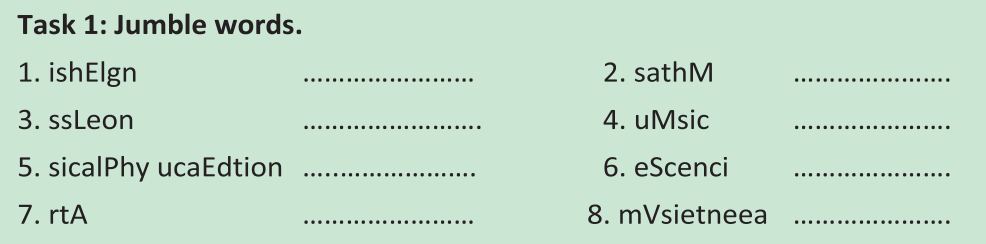 Task 1: Jumble words.
1. ishElgn ........................ 2. sathM ......................
3. ssLeon ......................... 4. uMsic ......................
5. sicalPhy ucaEdtion ........................ 6. eScenci ......................
7. rtA ........................ 8. mVsietneea ......................